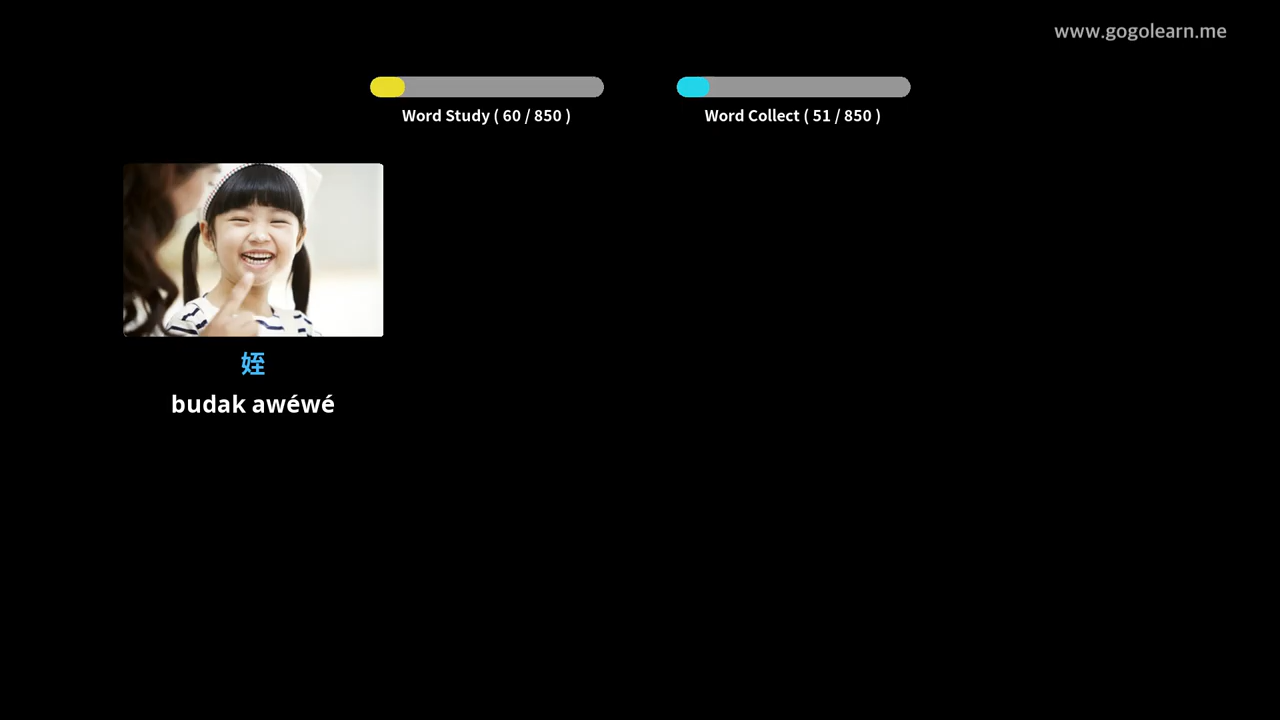 www.gogolearn.me
Word Study ( 60 / 850 )
Word Collect ( 51 / 850 )
姪
budak awéwé